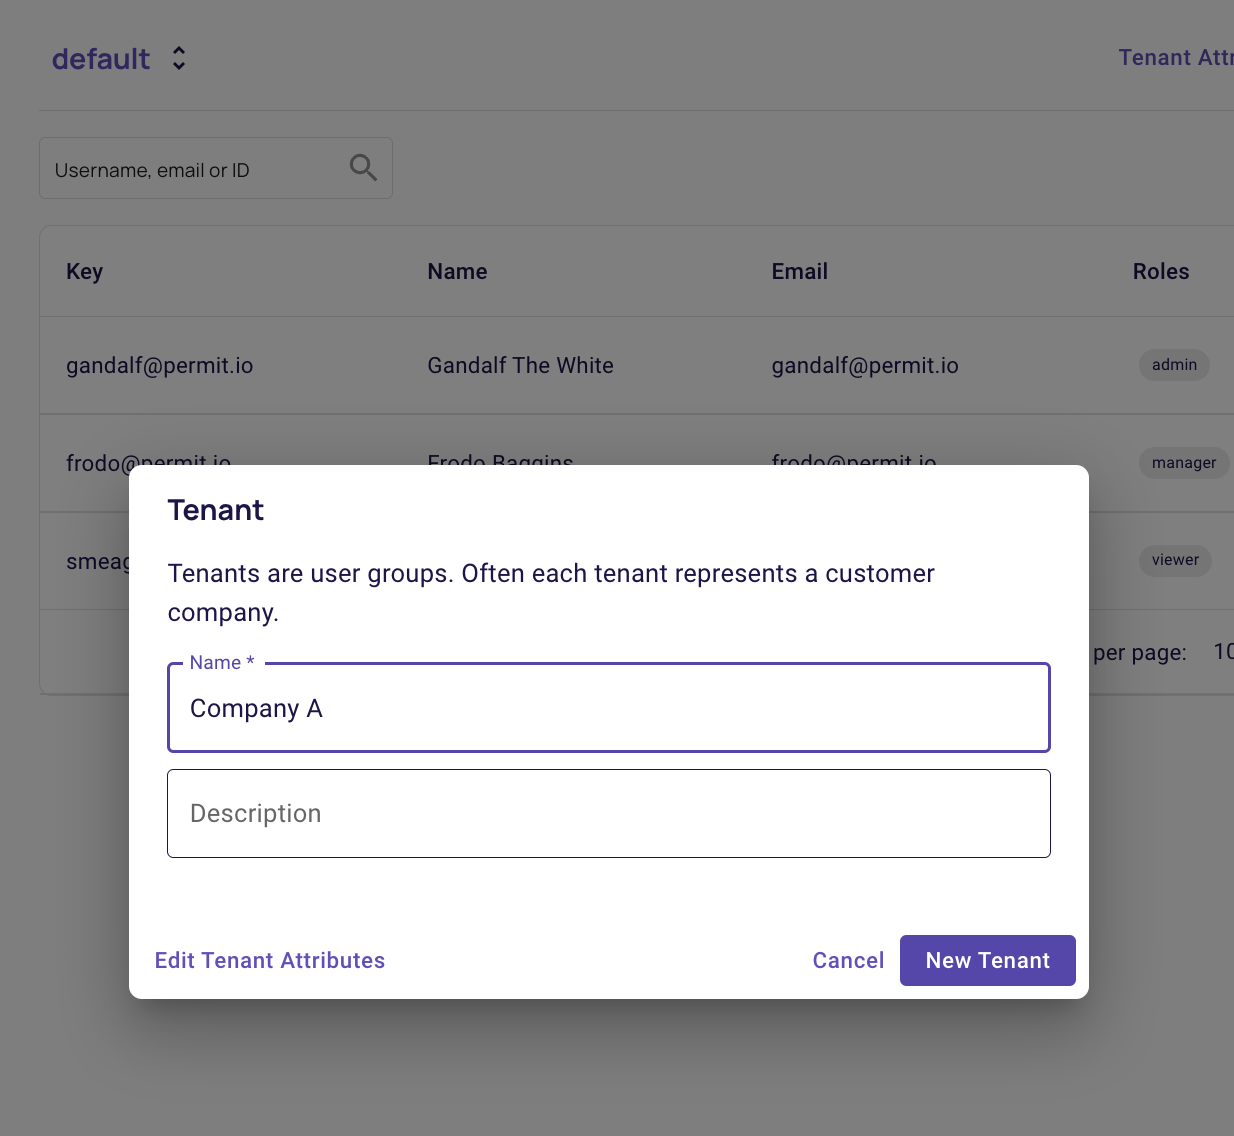 default
Tenant Attr
Username, email or ID
Key Name Email Roles
gandalf@permit.io Gandalf The White gandalf@permit.io admin
frodo@permit.io Frodo Baggins frodo@permit.io manager
smeag viewer
per page: 10
Tenant
Tenants are user groups. Often each tenant represents a customer
company.
Name *
Company A
Description
Edit Tenant Attributes Cancel New Tenant